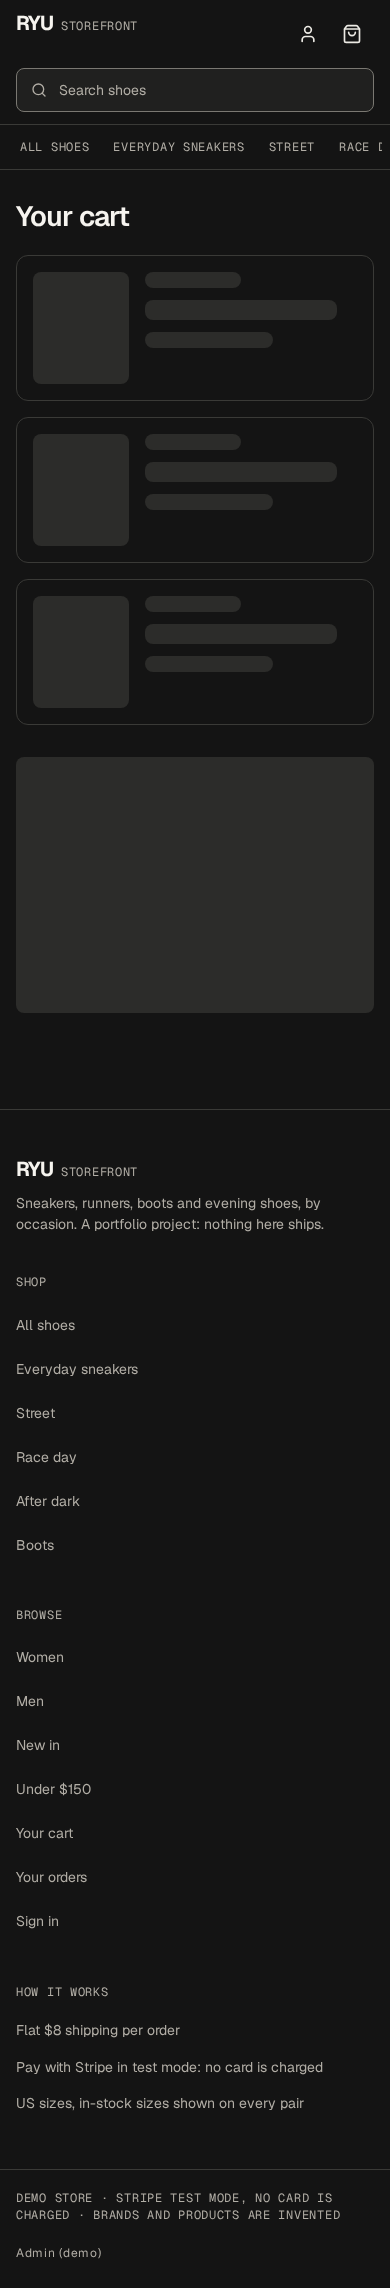 RYU STOREFRONT
Search shoes
ALL SHOES EVERYDAY SNEAKERS STREET RACE
Your cart
RYU STOREFRONT
Sneakers, runners, boots and evening shoes, by
occasion. A portfolio project: nothing here ships.
SHOP
All shoes
Everyday sneakers
Street
Race day
After dark
Boots
BROWSE
Women
Men
New in
Under $150
Your cart
Your orders
Sign in
HOW IT WORKS
Flat $8 shipping per order
Pay with Stripe in test mode: no card is charged
US sizes, in-stock sizes shown on every pair
DEMO STORE · STRIPE TEST MODE, NO CARD IS
CHARGED · BRANDS AND PRODUCTS ARE INVENTED
Admin (demo)